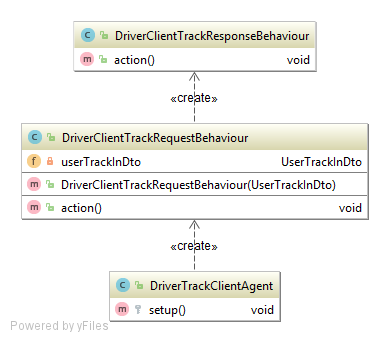 C DriverClientTrackResponseBehaviour
m action() void
«create»
C DriverClientTrackRequestBehaviour
f userTrackInDto UserTrackInDto
m DriverClientTrackRequestBehaviour(UserTrackInDto)
m action() void
«create»
C DriverTrackClientAgent
m setup() void
Powered by yFiles